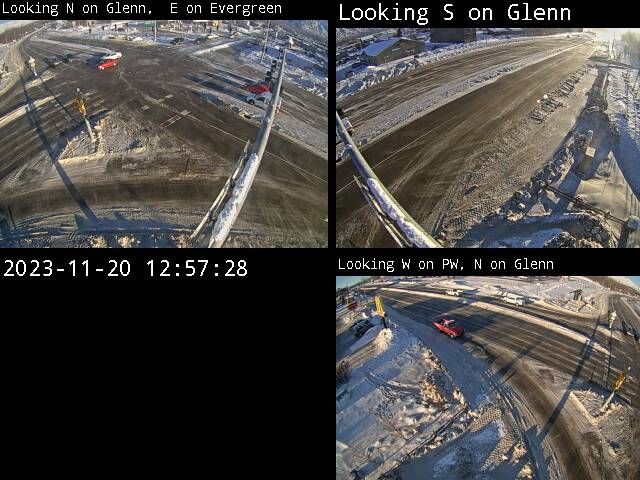 Looking N on Glenn,  E on Evergreen
Looking S on Glenn
2023-11-20 12:57:28
Looking W on PW, N on Glenn